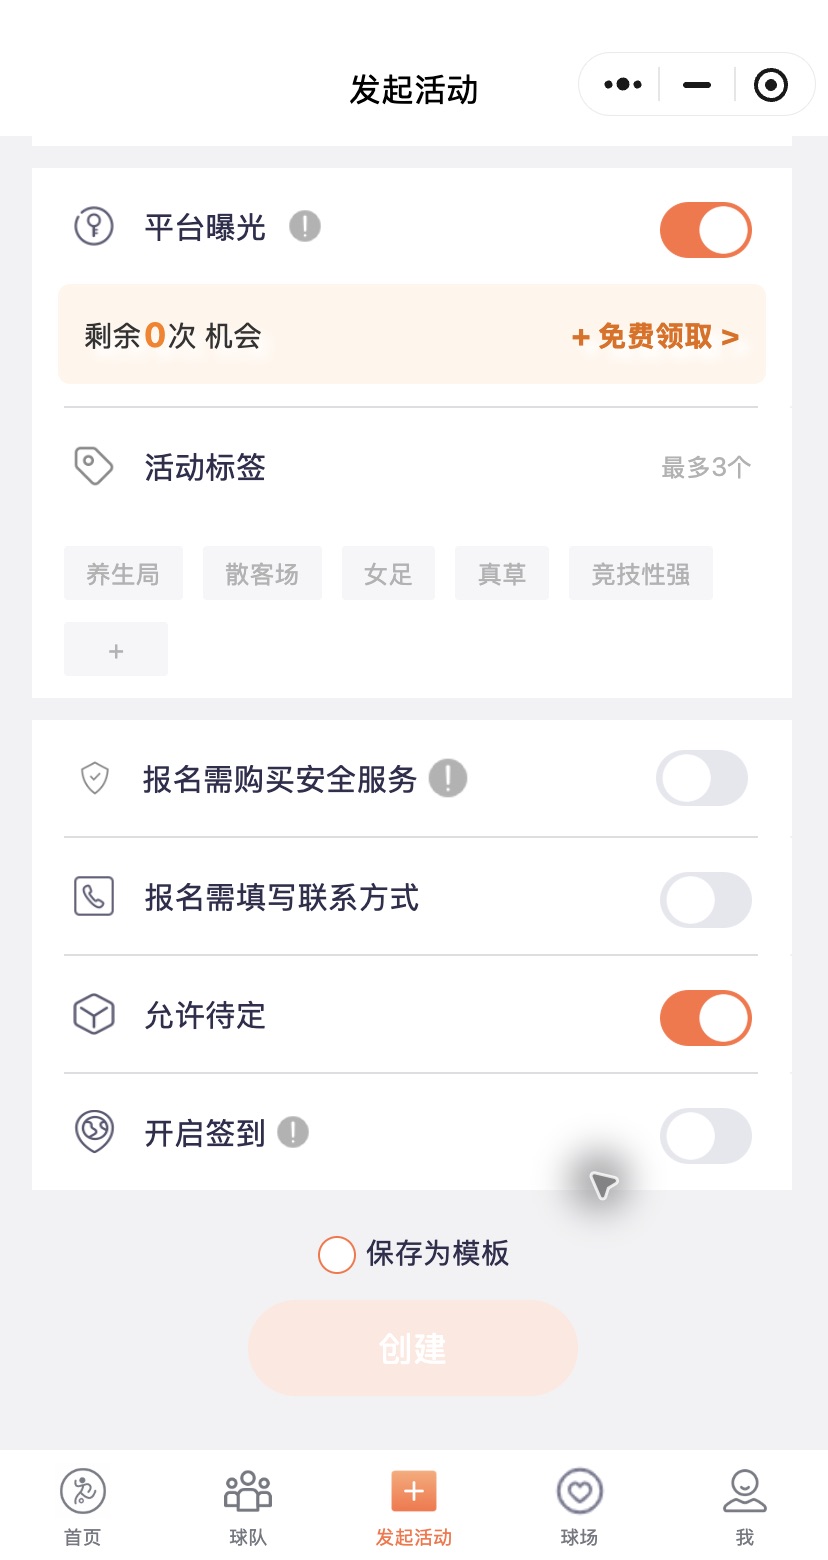 发起活动
平台曝光
剩余0次 机会
+ 免费领取 >
活动标签
最多3个
养生局 散客场 女足 真草 竞技性强
+
报名需购买安全服务
报名需填写联系方式
允许待定
开启签到
保存为模板
创建
首页 球队 发起活动 球场 我